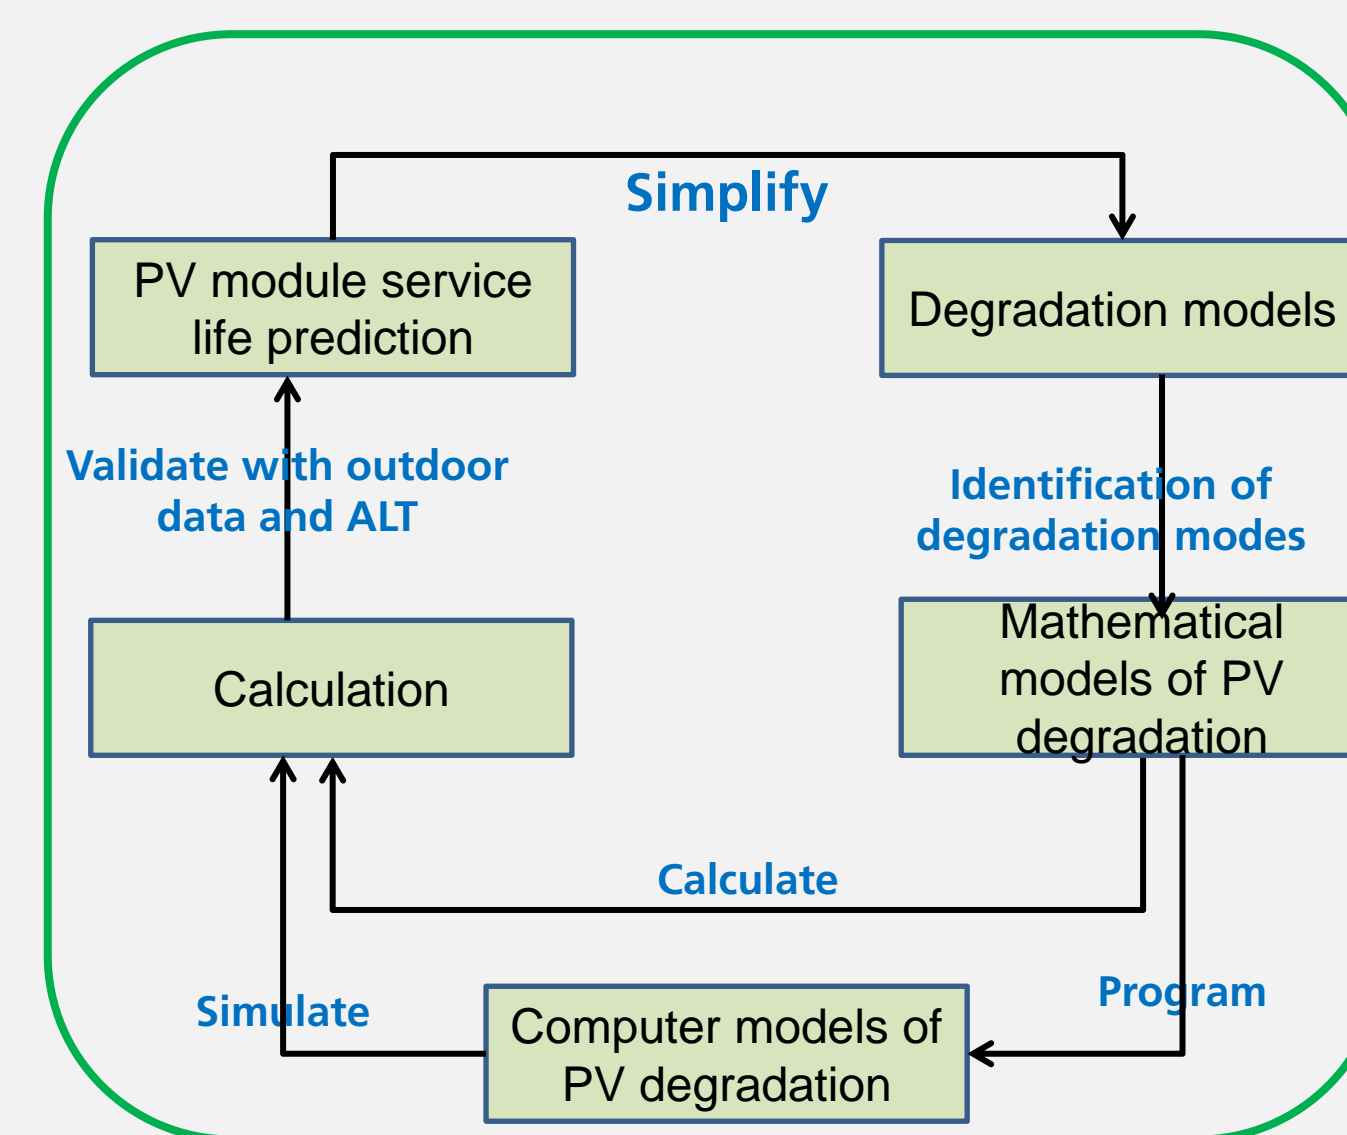 Simplify
PV module service
life prediction
Degradation models
Validate with outdoor
data and ALT
Identification of
degradation modes
Calculation
Mathematical
models of PV
degradation
Calculate
Simulate
Program
Computer models of
PV degradation